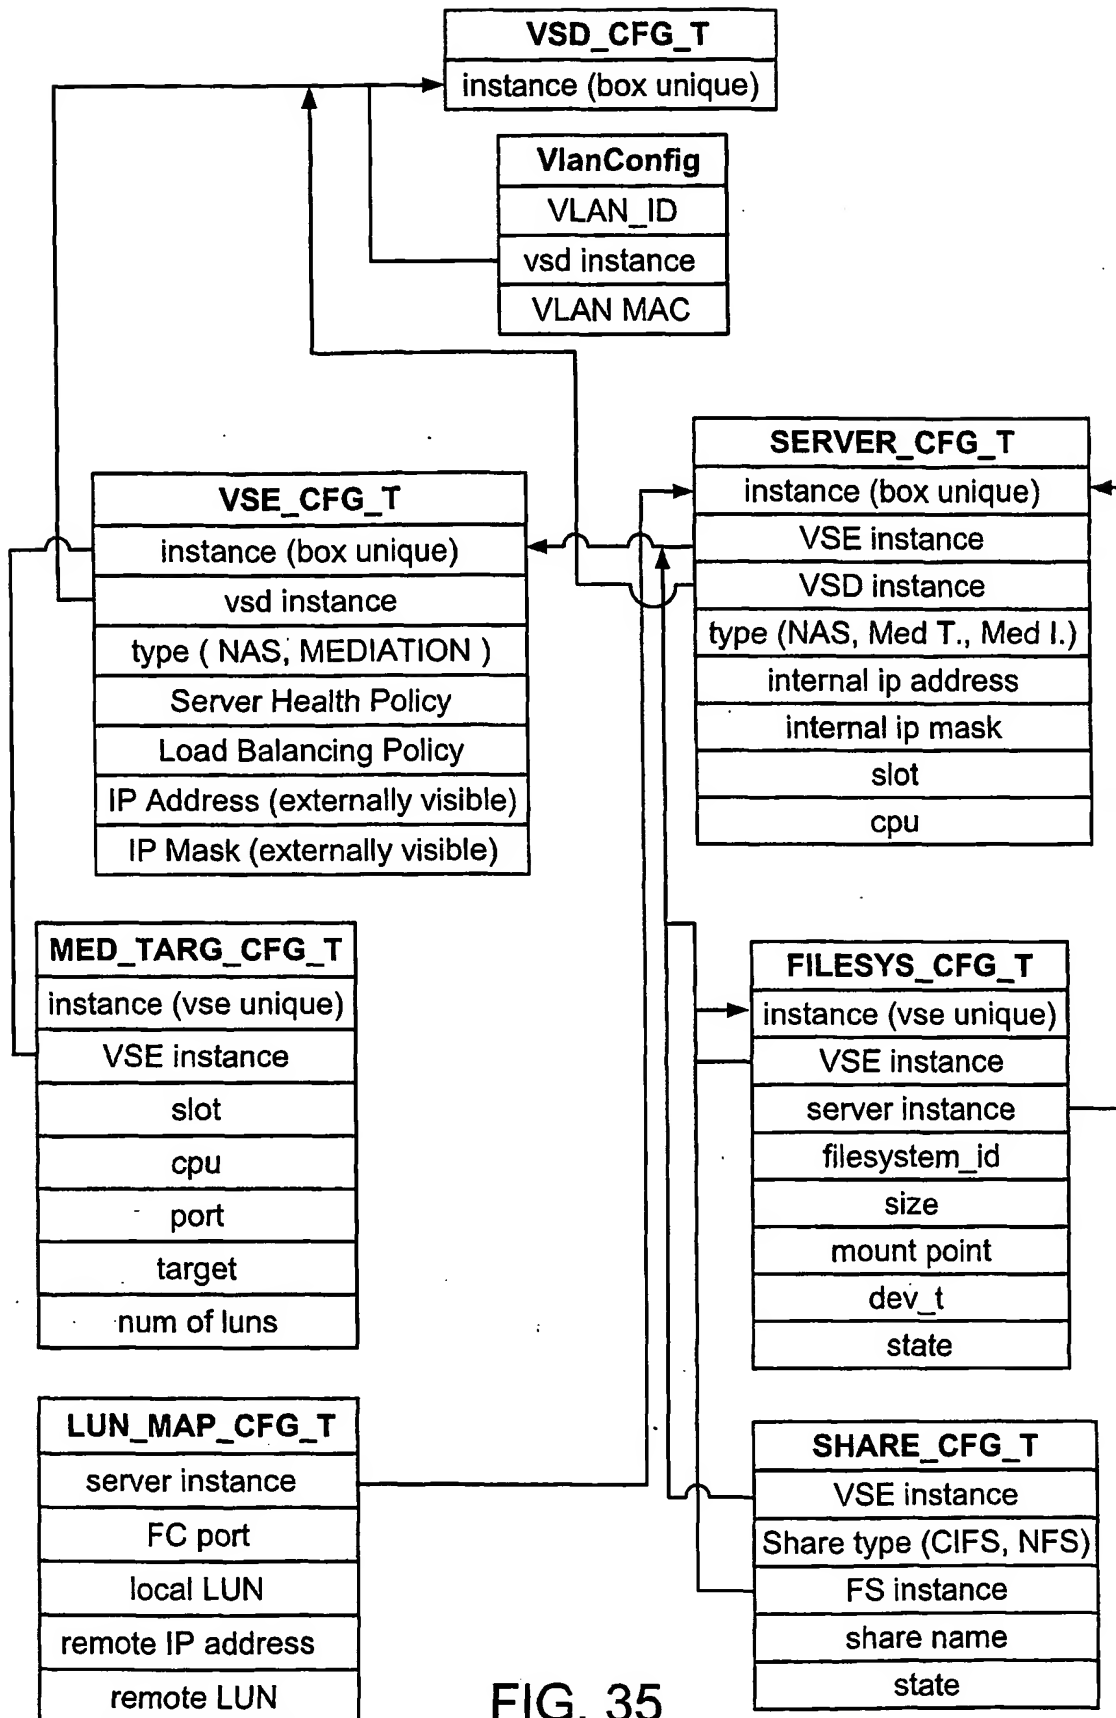 VSD_CFG_T
instance (box unique)
VlanConfig
VLAN_ID
vsd instance
VLAN MAC
SERVER_CFG_T
instance (box unique)
VSE instance
VSD instance
type (NAS, Med T., Med I.)
internal ip address
internal ip mask
slot
cpu
VSE_CFG_T
instance (box unique)
vsd instance
type ( NAS, MEDIATION )
Server Health Policy
Load Balancing Policy
IP Address (externally visible)
IP Mask (externally visible)
MED_TARG_CFG_T
instance (vse unique)
VSE instance
slot
cpu
port
target
num of luns
FILESYS_CFG_T
instance (vse unique)
VSE instance
server instance
filesystem_id
size
mount point
dev_t
state
LUN_MAP_CFG_T
server instance
FC port
local LUN
remote IP address
remote LUN
SHARE_CFG_T
VSE instance
Share type (CIFS, NFS)
FS instance
share name
state
FIG. 35